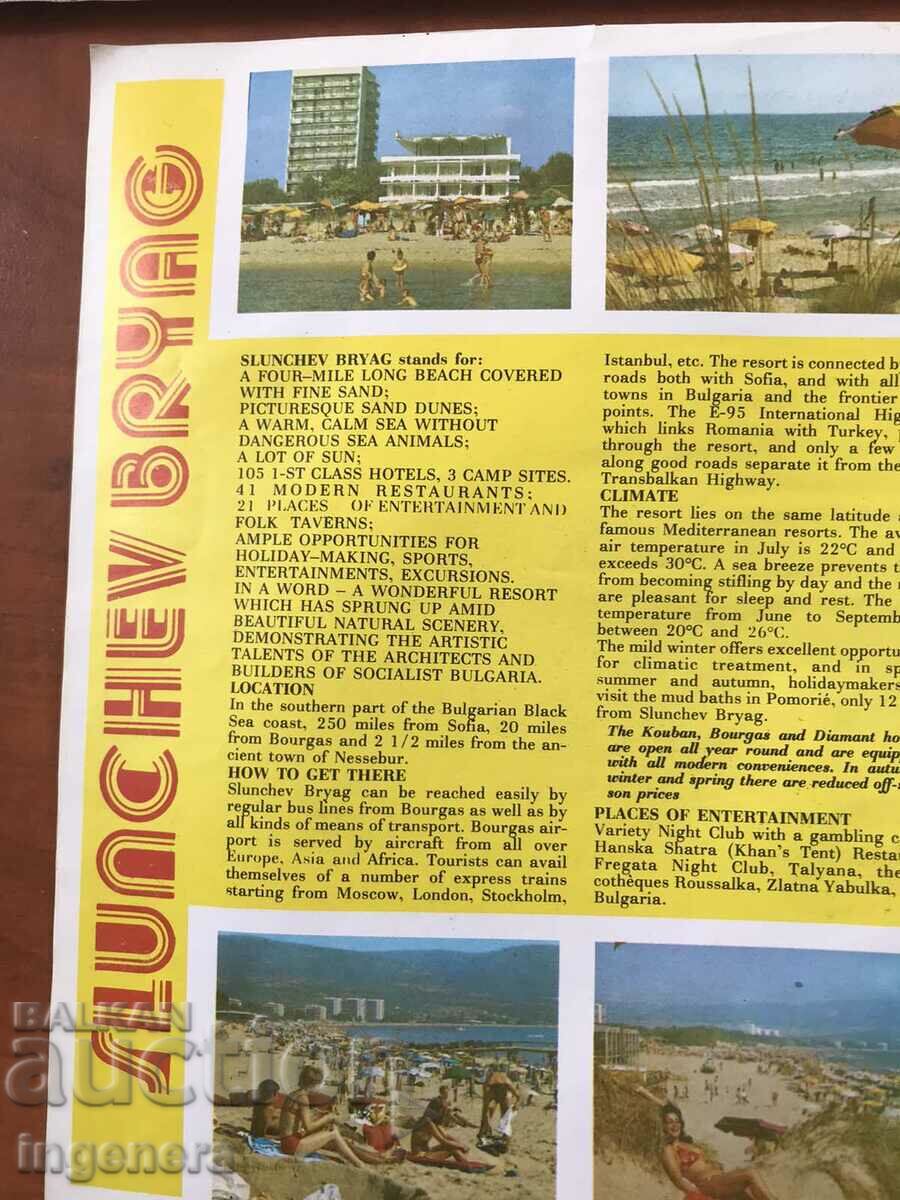 SLUNCHEV BRYAG
SLUNCHEV BRYAG stands for:
A FOUR–MILE LONG BEACH COVERED
WITH FINE SAND;
PICTURESQUE SAND DUNES;
A WARM, CALM SEA WITHOUT
DANGEROUS SEA ANIMALS;
A LOT OF SUN;
105 1-ST CLASS HOTELS, 3 CAMP SITES.
41 MODERN RESTAURANTS;
21 PLACES OF ENTERTAINMENT AND
FOLK TAVERNS;
AMPLE OPPORTUNITIES FOR
HOLIDAY–MAKING, SPORTS,
ENTERTAINMENTS, EXCURSIONS.
IN A WORD – A WONDERFUL RESORT
WHICH HAS SPRUNG UP AMID
BEAUTIFUL NATURAL SCENERY,
DEMONSTRATING THE ARTISTIC
TALENTS OF THE ARCHITECTS AND
BUILDERS OF SOCIALIST BULGARIA.
LOCATION
In the southern part of the Bulgarian Black
Sea coast, 250 miles from Sofia, 20 miles
from Bourgas and 2 1/2 miles from the an-
cient town of Nessebur.
HOW TO GET THERE
Slunchev Bryag can be reached easily by
regular bus lines from Bourgas as well as by
all kinds of means of transport. Bourgas air-
port is served by aircraft from all over
Europe, Asia and Africa. Tourists can avail
themselves of a number of express trains
starting from Moscow, London, Stockholm,
Istanbul, etc. The resort is connected by
roads both with Sofia, and with all
towns in Bulgaria and the frontier
points. The E-95 International Hig
which links Romania with Turkey, p
through the resort, and only a few
along good roads separate it from the
Transbalkan Highway.
CLIMATE
The resort lies on the same latitude a
famous Mediterranean resorts. The av
air temperature in July is 22°C and
exceeds 30°C. A sea breeze prevents t
from becoming stifling by day and the n
are pleasant for sleep and rest. The
temperature from June to Septemb
between 20°C and 26°C.
The mild winter offers excellent opportu
for climatic treatment, and in sp
summer and autumn, holidaymakers
visit the mud baths in Pomorié, only 12
from Slunchev Bryag.
The Kouban, Bourgas and Diamant ho
are open all year round and are equip
with all modern conveniences. In autu
winter and spring there are reduced off-s
son prices
PLACES OF ENTERTAINMENT
Variety Night Club with a gambling c
Hanska Shatra (Khan's Tent) Resta
Fregata Night Club, Talyana, the
cothèques Roussalka, Zlatna Yabulka,
Bulgaria.
BALKAN
auction
ingenera